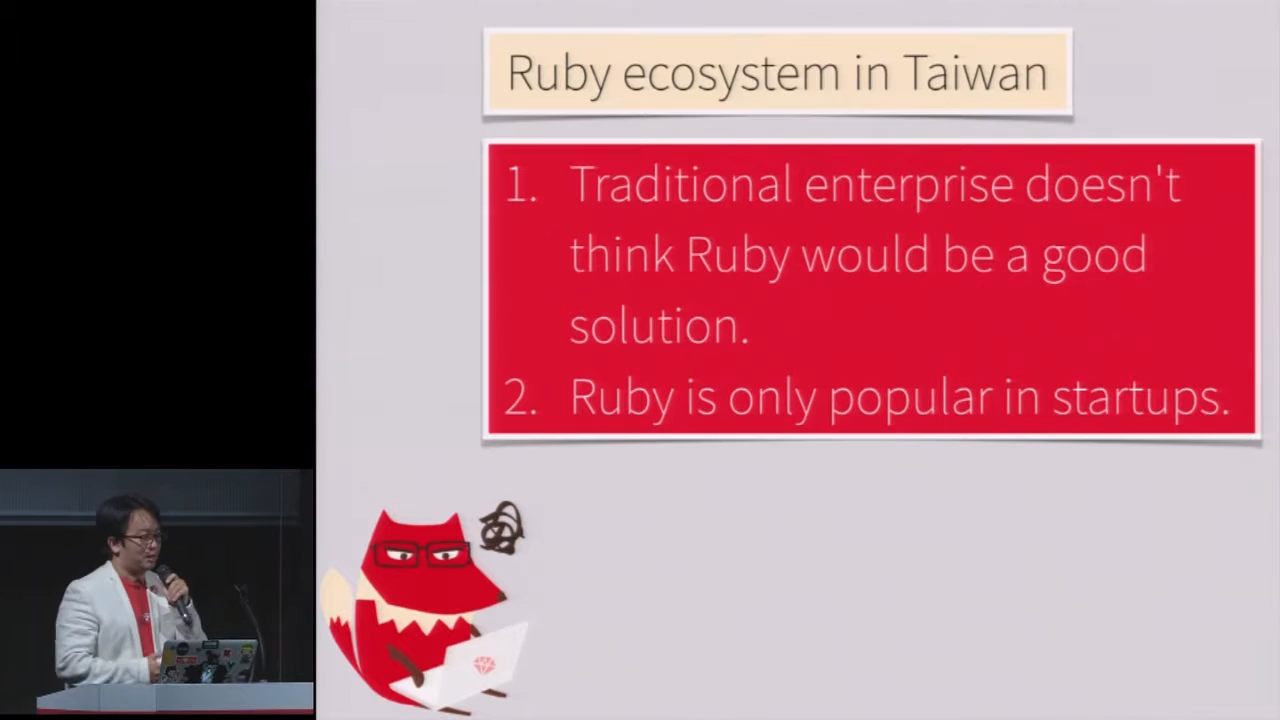 Ruby ecosystem in Taiwan
1. Traditional enterprise doesn't
think Ruby would be a good
solution.
2. Ruby is only popular in startups.